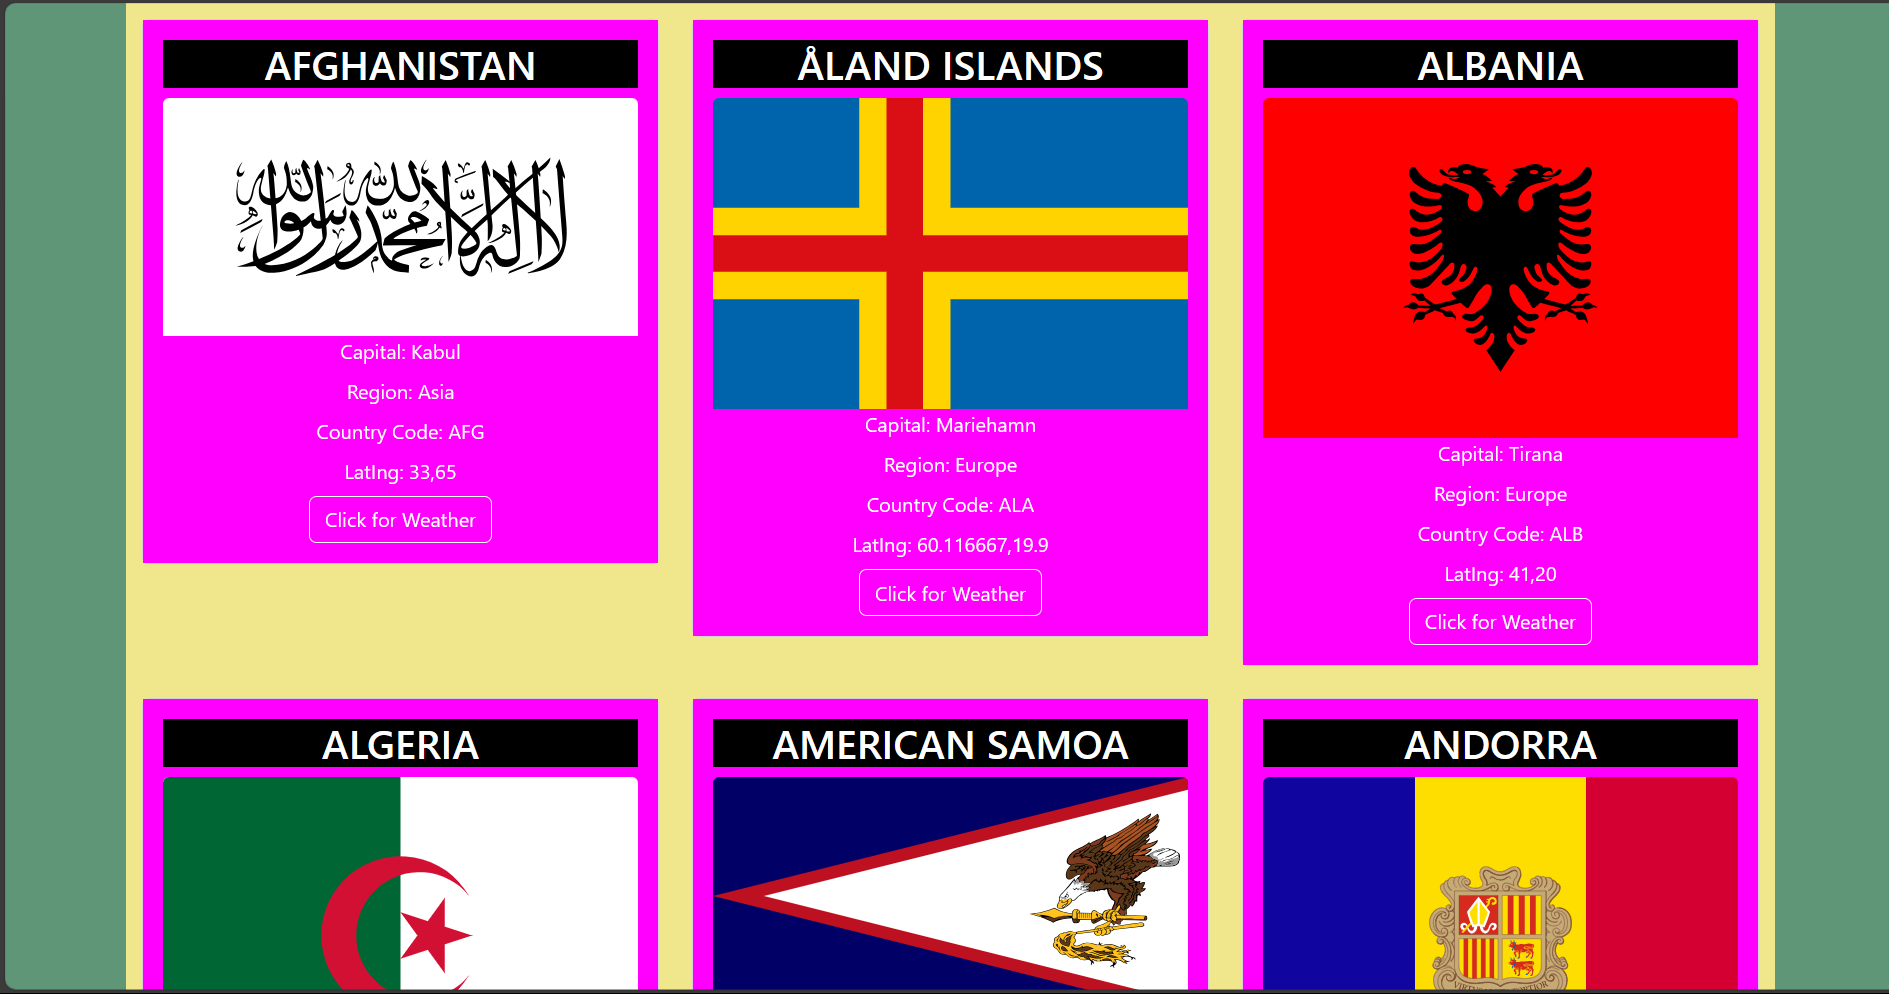 AFGHANISTAN
لا إله إلا الله محمد رسول الله
Capital: Kabul
Region: Asia
Country Code: AFG
Latlng: 33,65
Click for Weather
ÅLAND ISLANDS
Capital: Mariehamn
Region: Europe
Country Code: ALA
Latlng: 60.116667,19.9
Click for Weather
ALBANIA
Capital: Tirana
Region: Europe
Country Code: ALB
Latlng: 41,20
Click for Weather
ALGERIA
AMERICAN SAMOA
ANDORRA